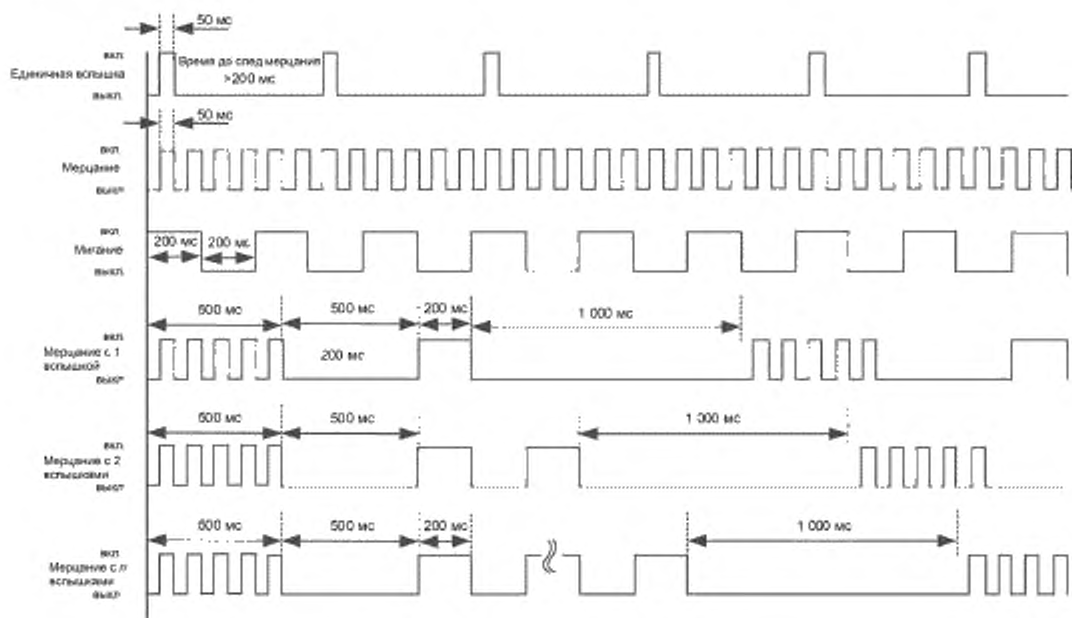 50 мс
вкл.
Единичная вспышка
Время до след мерцания
>200 мс
выкл.
50 мс
вкл.
Мерцание
выкл
вкл.
Мигание
200 мс
200 мс
выкл.
500 мс
500 мс
200 мс
1 000 мс
вкл.
Мерцание с 1
вспышкой
200 мс
выкл
500 мс
500 мс
1 000 мс
вкл.
Мерцание с 2
вспышками
выкл
500 мс
500 мс
200 мс
1 000 мс
вкл.
Мерцание с n
вспышками
выкл